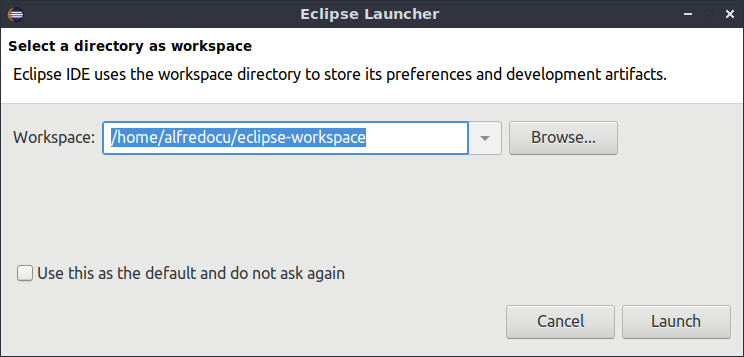 Eclipse Launcher
Select a directory as workspace
Eclipse IDE uses the workspace directory to store its preferences and development artifacts.
Workspace: /home/alfredocu/eclipse-workspace Browse...
Use this as the default and do not ask again
Cancel Launch